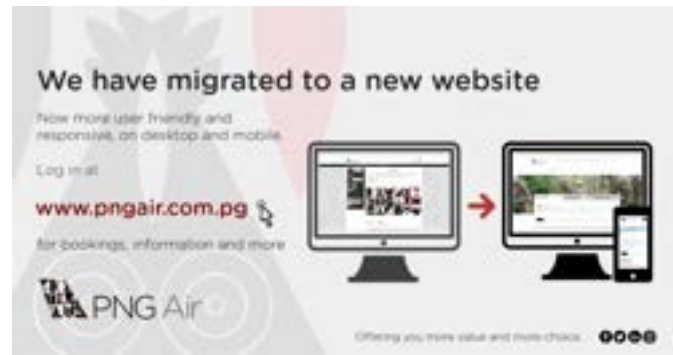 We have migrated to a new website
Now more user friendly and
responsive, on desktop and mobile.
Log in at
www.pngair.com.pg
for bookings, information and more
PNG Air
Offering you more value and more choice.